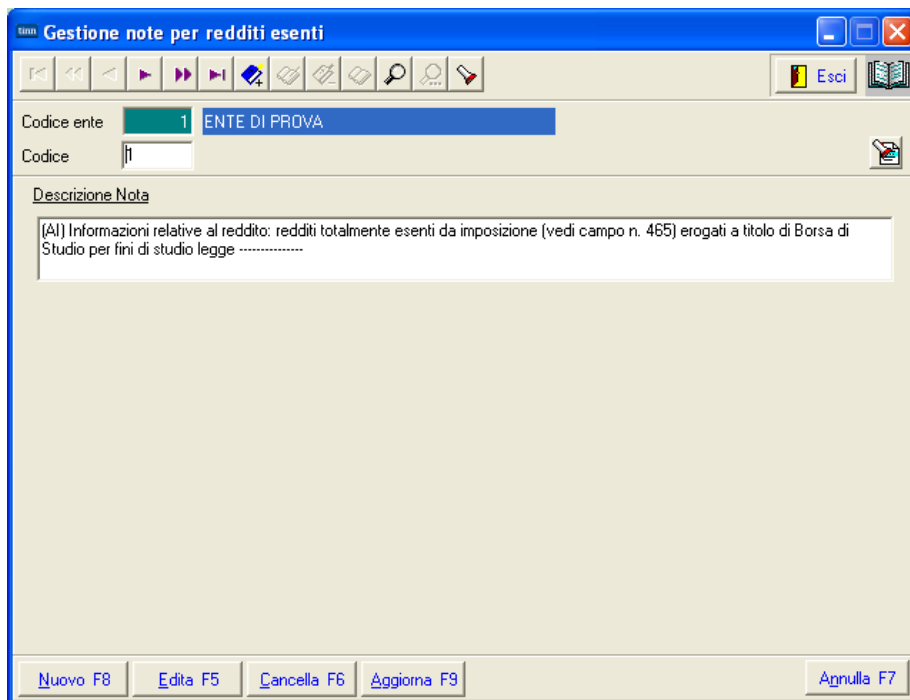 tinn Gestione note per redditi esenti
Esci
Codice ente 1 ENTE DI PROVA
Codice 1
Descrizione Nota
(AI) Informazioni relative al reddito: redditi totalmente esenti da imposizione (vedi campo n. 465) erogati a titolo di Borsa di
Studio per fini di studio legge ---------------
Nuovo F8 Edita F5 Cancella F6 Aggiorna F9 Annulla F7